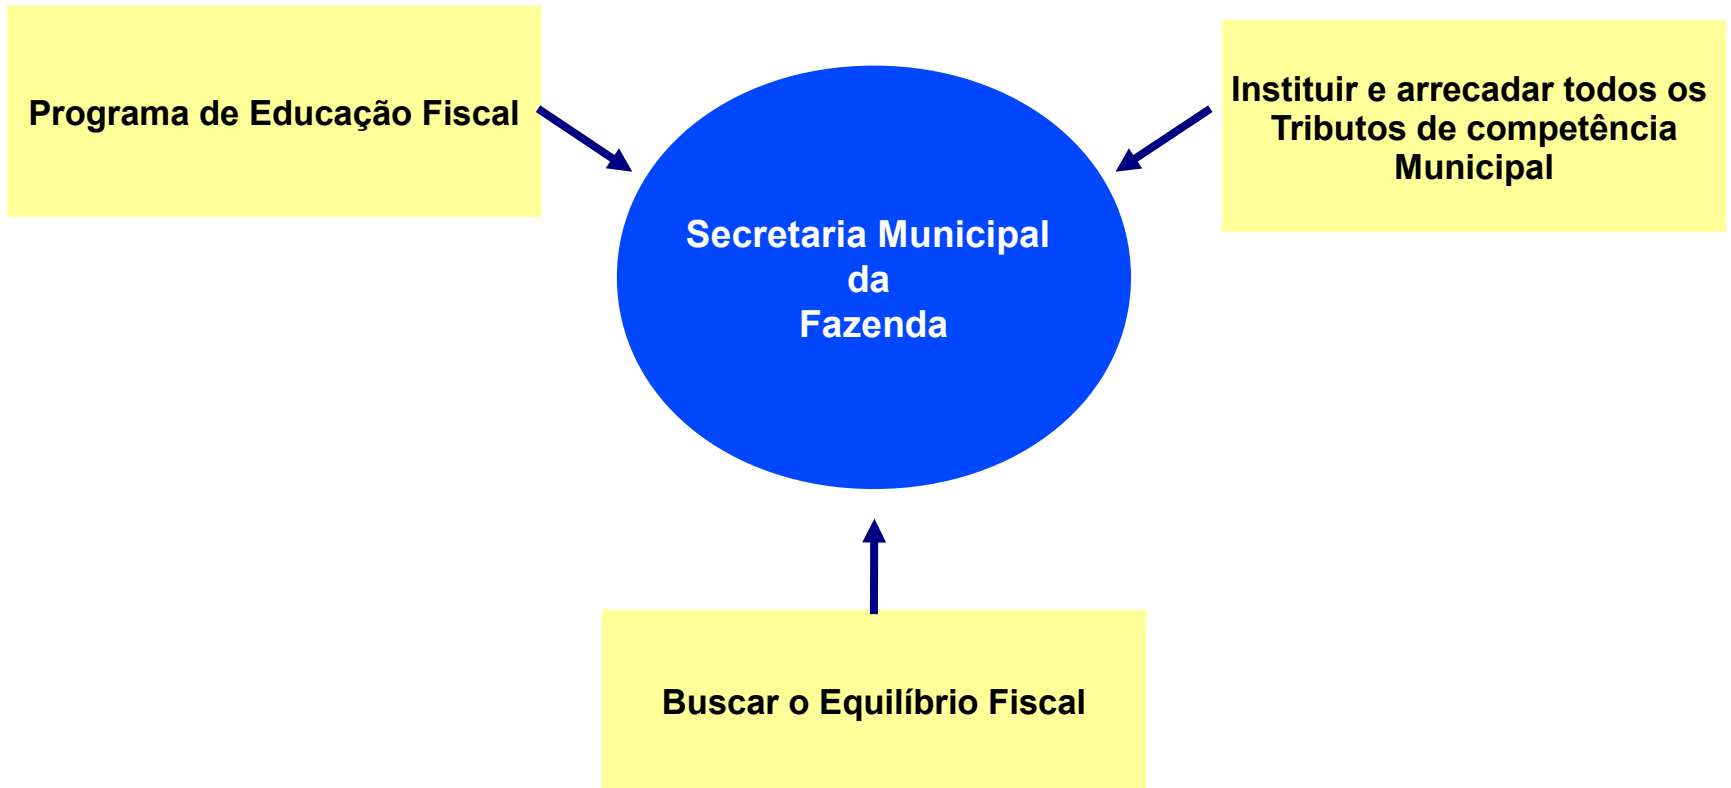 Programa de Educação Fiscal
Instituir e arrecadar todos os
Tributos de competência
Municipal
Secretaria Municipal
da
Fazenda
Buscar o Equilíbrio Fiscal